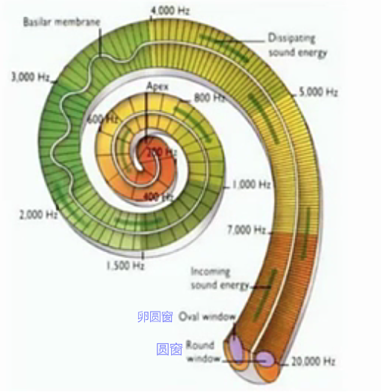 4,000 Hz
Basilar membrane
Dissipating
sound energy
3,000 Hz
Apex
5,000 Hz
800 Hz
600 Hz
200 Hz
400 Hz
1,000 Hz
2,000 Hz
7,000 Hz
1,500 Hz
Incoming
sound energy
卵圆窗 Oval window
圆窗 Round
window
20,000 Hz